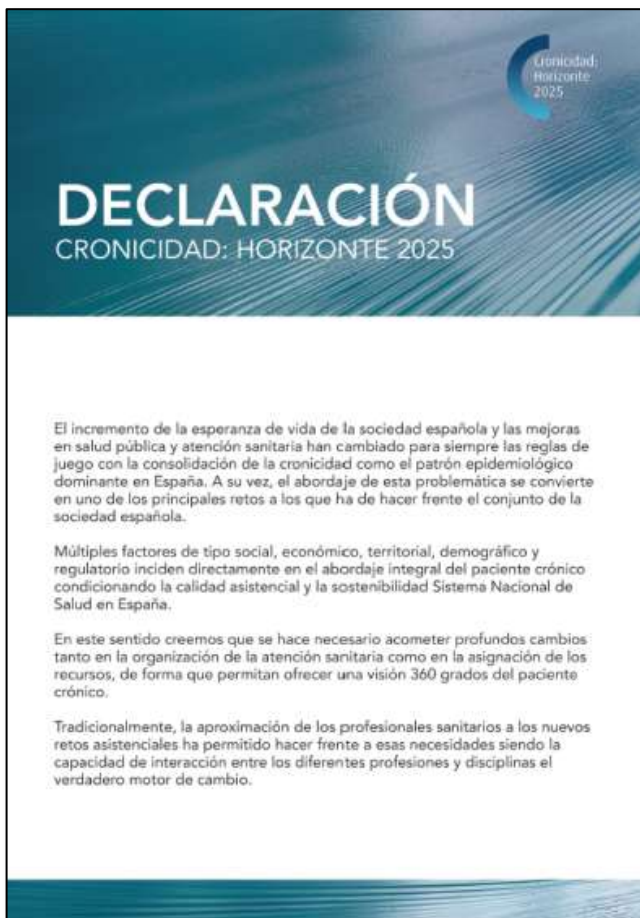 Cronicidad:
Horizonte
2025
DECLARACIÓN
CRONICIDAD: HORIZONTE 2025
El incremento de la esperanza de vida de la sociedad española y las mejoras
en salud pública y atención sanitaria han cambiado para siempre las reglas de
juego con la consolidación de la cronicidad como el patrón epidemiológico
dominante en España. A su vez, el abordaje de esta problemática se convierte
en uno de los principales retos a los que ha de hacer frente el conjunto de la
sociedad española.
Múltiples factores de tipo social, económico, territorial, demográfico y
regulatorio inciden directamente en el abordaje integral del paciente crónico
condicionando la calidad asistencial y la sostenibilidad Sistema Nacional de
Salud en España.
En este sentido creemos que se hace necesario acometer profundos cambios
tanto en la organización de la atención sanitaria como en la asignación de los
recursos, de forma que permitan ofrecer una visión 360 grados del paciente
crónico.
Tradicionalmente, la aproximación de los profesionales sanitarios a los nuevos
retos asistenciales ha permitido hacer frente a esas necesidades siendo la
capacidad de interacción entre los diferentes profesiones y disciplinas el
verdadero motor de cambio.